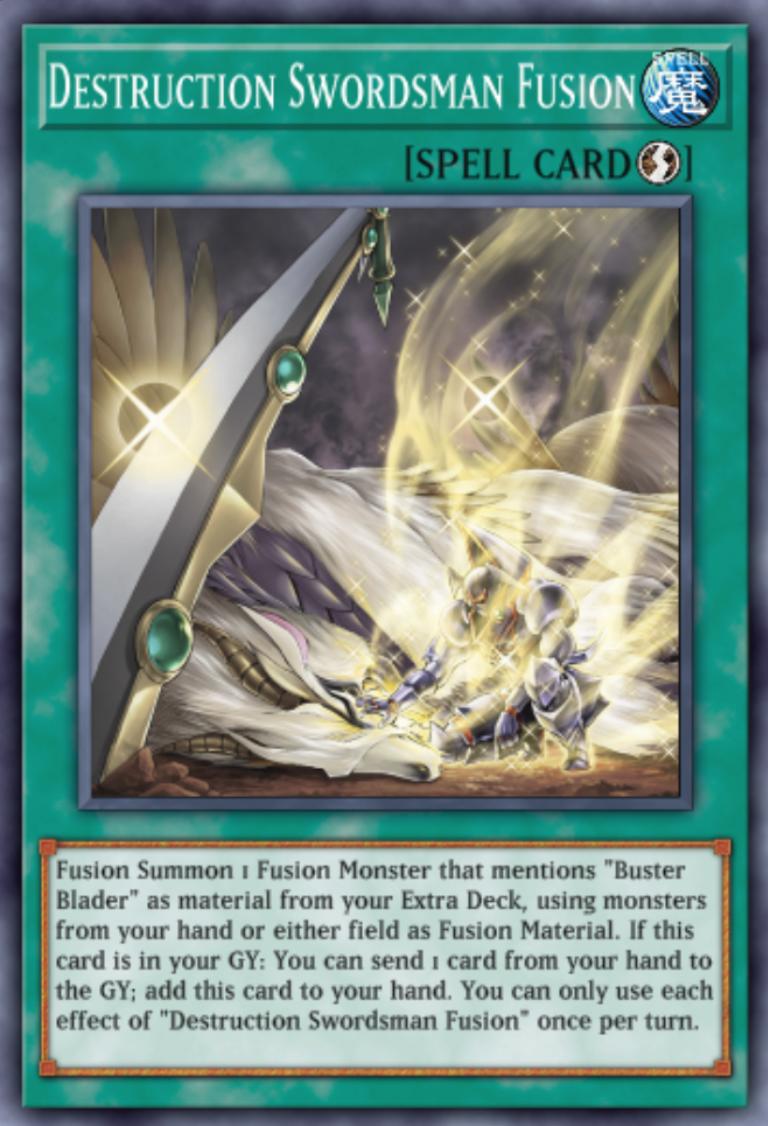 DESTRUCTION SWORDSMAN FUSION
SPELL
魔
[SPELL CARD]
Fusion Summon 1 Fusion Monster that mentions "Buster
Blader" as material from your Extra Deck, using monsters
from your hand or either field as Fusion Material. If this
card is in your GY: You can send 1 card from your hand to
the GY; add this card to your hand. You can only use each
effect of "Destruction Swordsman Fusion" once per turn.